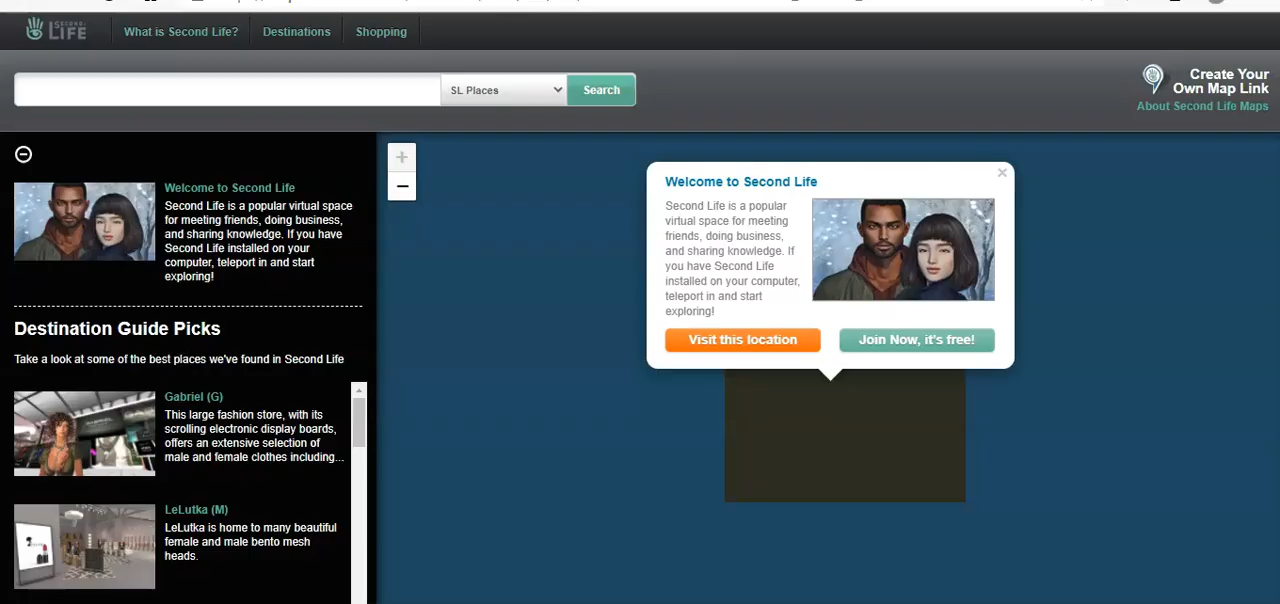 SECOND LIFE
What is Second Life?
Destinations
Shopping
SL Places
Search
Create Your
Own Map Link
About Second Life Maps
Welcome to Second Life
Second Life is a popular virtual space
for meeting friends, doing business,
and sharing knowledge. If you have
Second Life installed on your
computer, teleport in and start
exploring!
Destination Guide Picks
Take a look at some of the best places we've found in Second Life
Gabriel (G)
This large fashion store, with its
scrolling electronic display boards,
offers an extensive selection of
male and female clothes including...
LeLutka (M)
LeLutka is home to many beautiful
female and male bento mesh
heads.
+
−
Welcome to Second Life
Second Life is a popular
virtual space for meeting
friends, doing business,
and sharing knowledge. If
you have Second Life
installed on your computer,
teleport in and start
exploring!
Visit this location
Join Now, it's free!